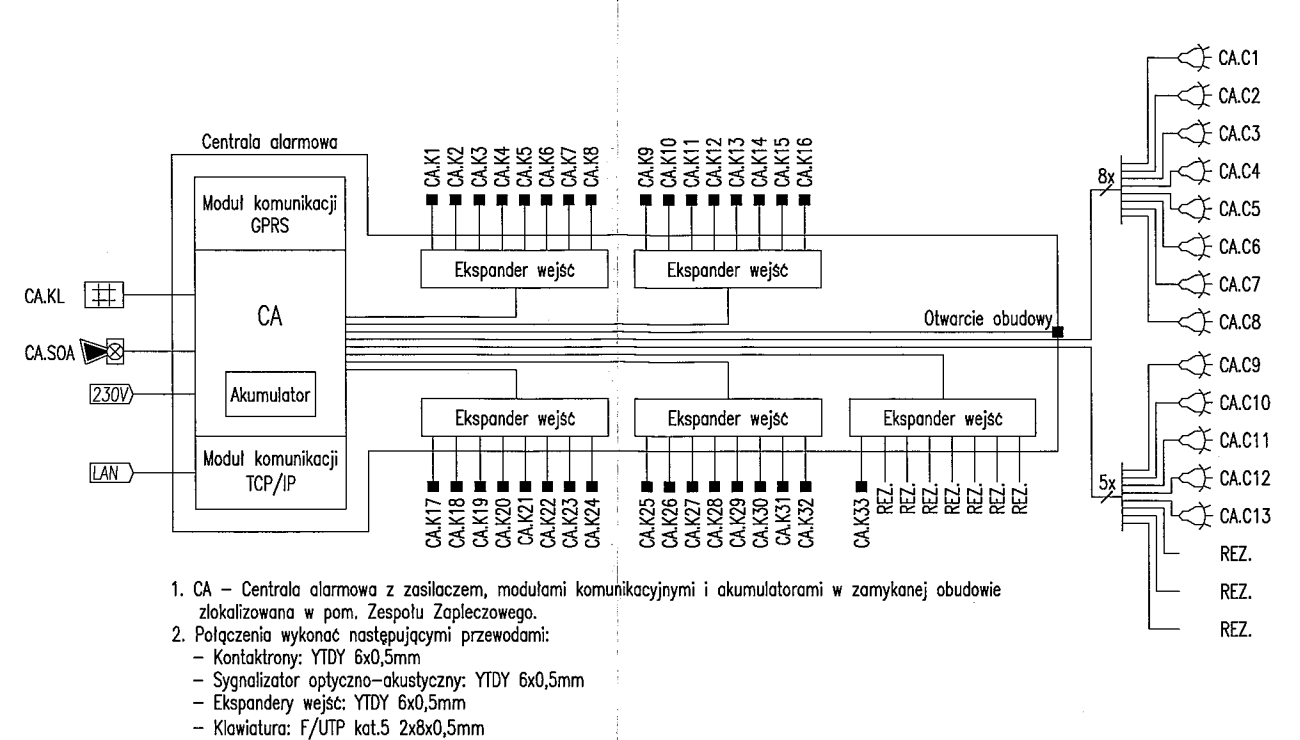 Centrala alarmowa
Moduł komunikacji
GPRS
CA
Akumulator
Moduł komunikacji
TCP/IP
CA.KL
CA.SOA
230V
LAN
CA.K1
CA.K2
CA.K3
CA.K4
CA.K5
CA.K6
CA.K7
CA.K8
Ekspander wejść
CA.K9
CA.K10
CA.K11
CA.K12
CA.K13
CA.K14
CA.K15
CA.K16
Ekspander wejść
Otwarcie obudowy
Ekspander wejść
CA.K17
CA.K18
CA.K19
CA.K20
CA.K21
CA.K22
CA.K23
CA.K24
Ekspander wejść
CA.K25
CA.K26
CA.K27
CA.K28
CA.K29
CA.K30
CA.K31
CA.K32
Ekspander wejść
CA.K33
REZ.
REZ.
REZ.
REZ.
REZ.
REZ.
REZ.
8x
CA.C1
CA.C2
CA.C3
CA.C4
CA.C5
CA.C6
CA.C7
CA.C8
5x
CA.C9
CA.C10
CA.C11
CA.C12
CA.C13
REZ.
REZ.
REZ.
1. CA – Centrala alarmowa z zasilaczem, modułami komunikacyjnymi i akumulatorami w zamykanej obudowie
zlokalizowana w pom. Zespołu Zapleczowego.
2. Połączenia wykonać następującymi przewodami:
– Kontaktrony: YTDY 6x0,5mm
– Sygnalizator optyczno–akustyczny: YTDY 6x0,5mm
– Ekspandery wejść: YTDY 6x0,5mm
– Klawiatura: F/UTP kat.5 2x8x0,5mm